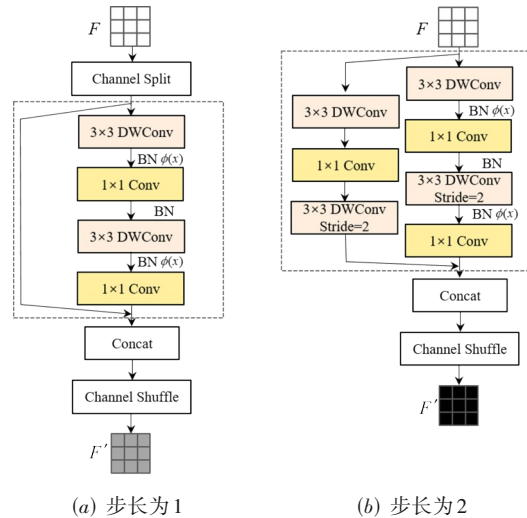 F
Channel Split
3×3 DWConv
BN ϕ(x)
1×1 Conv
BN
3×3 DWConv
BN ϕ(x)
1×1 Conv
Concat
Channel Shuffle
F′
(a) 步长为1
F
3×3 DWConv
1×1 Conv
3×3 DWConv
Stride=2
3×3 DWConv
BN ϕ(x)
1×1 Conv
BN
3×3 DWConv
Stride=2
BN ϕ(x)
1×1 Conv
Concat
Channel Shuffle
F′
(b) 步长为2